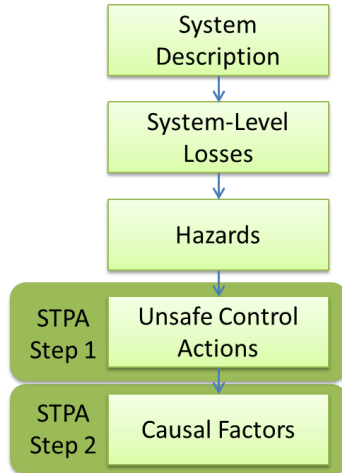 System
Description
System-Level
Losses
Hazards
STPA
Step 1
Unsafe Control
Actions
STPA
Step 2
Causal Factors